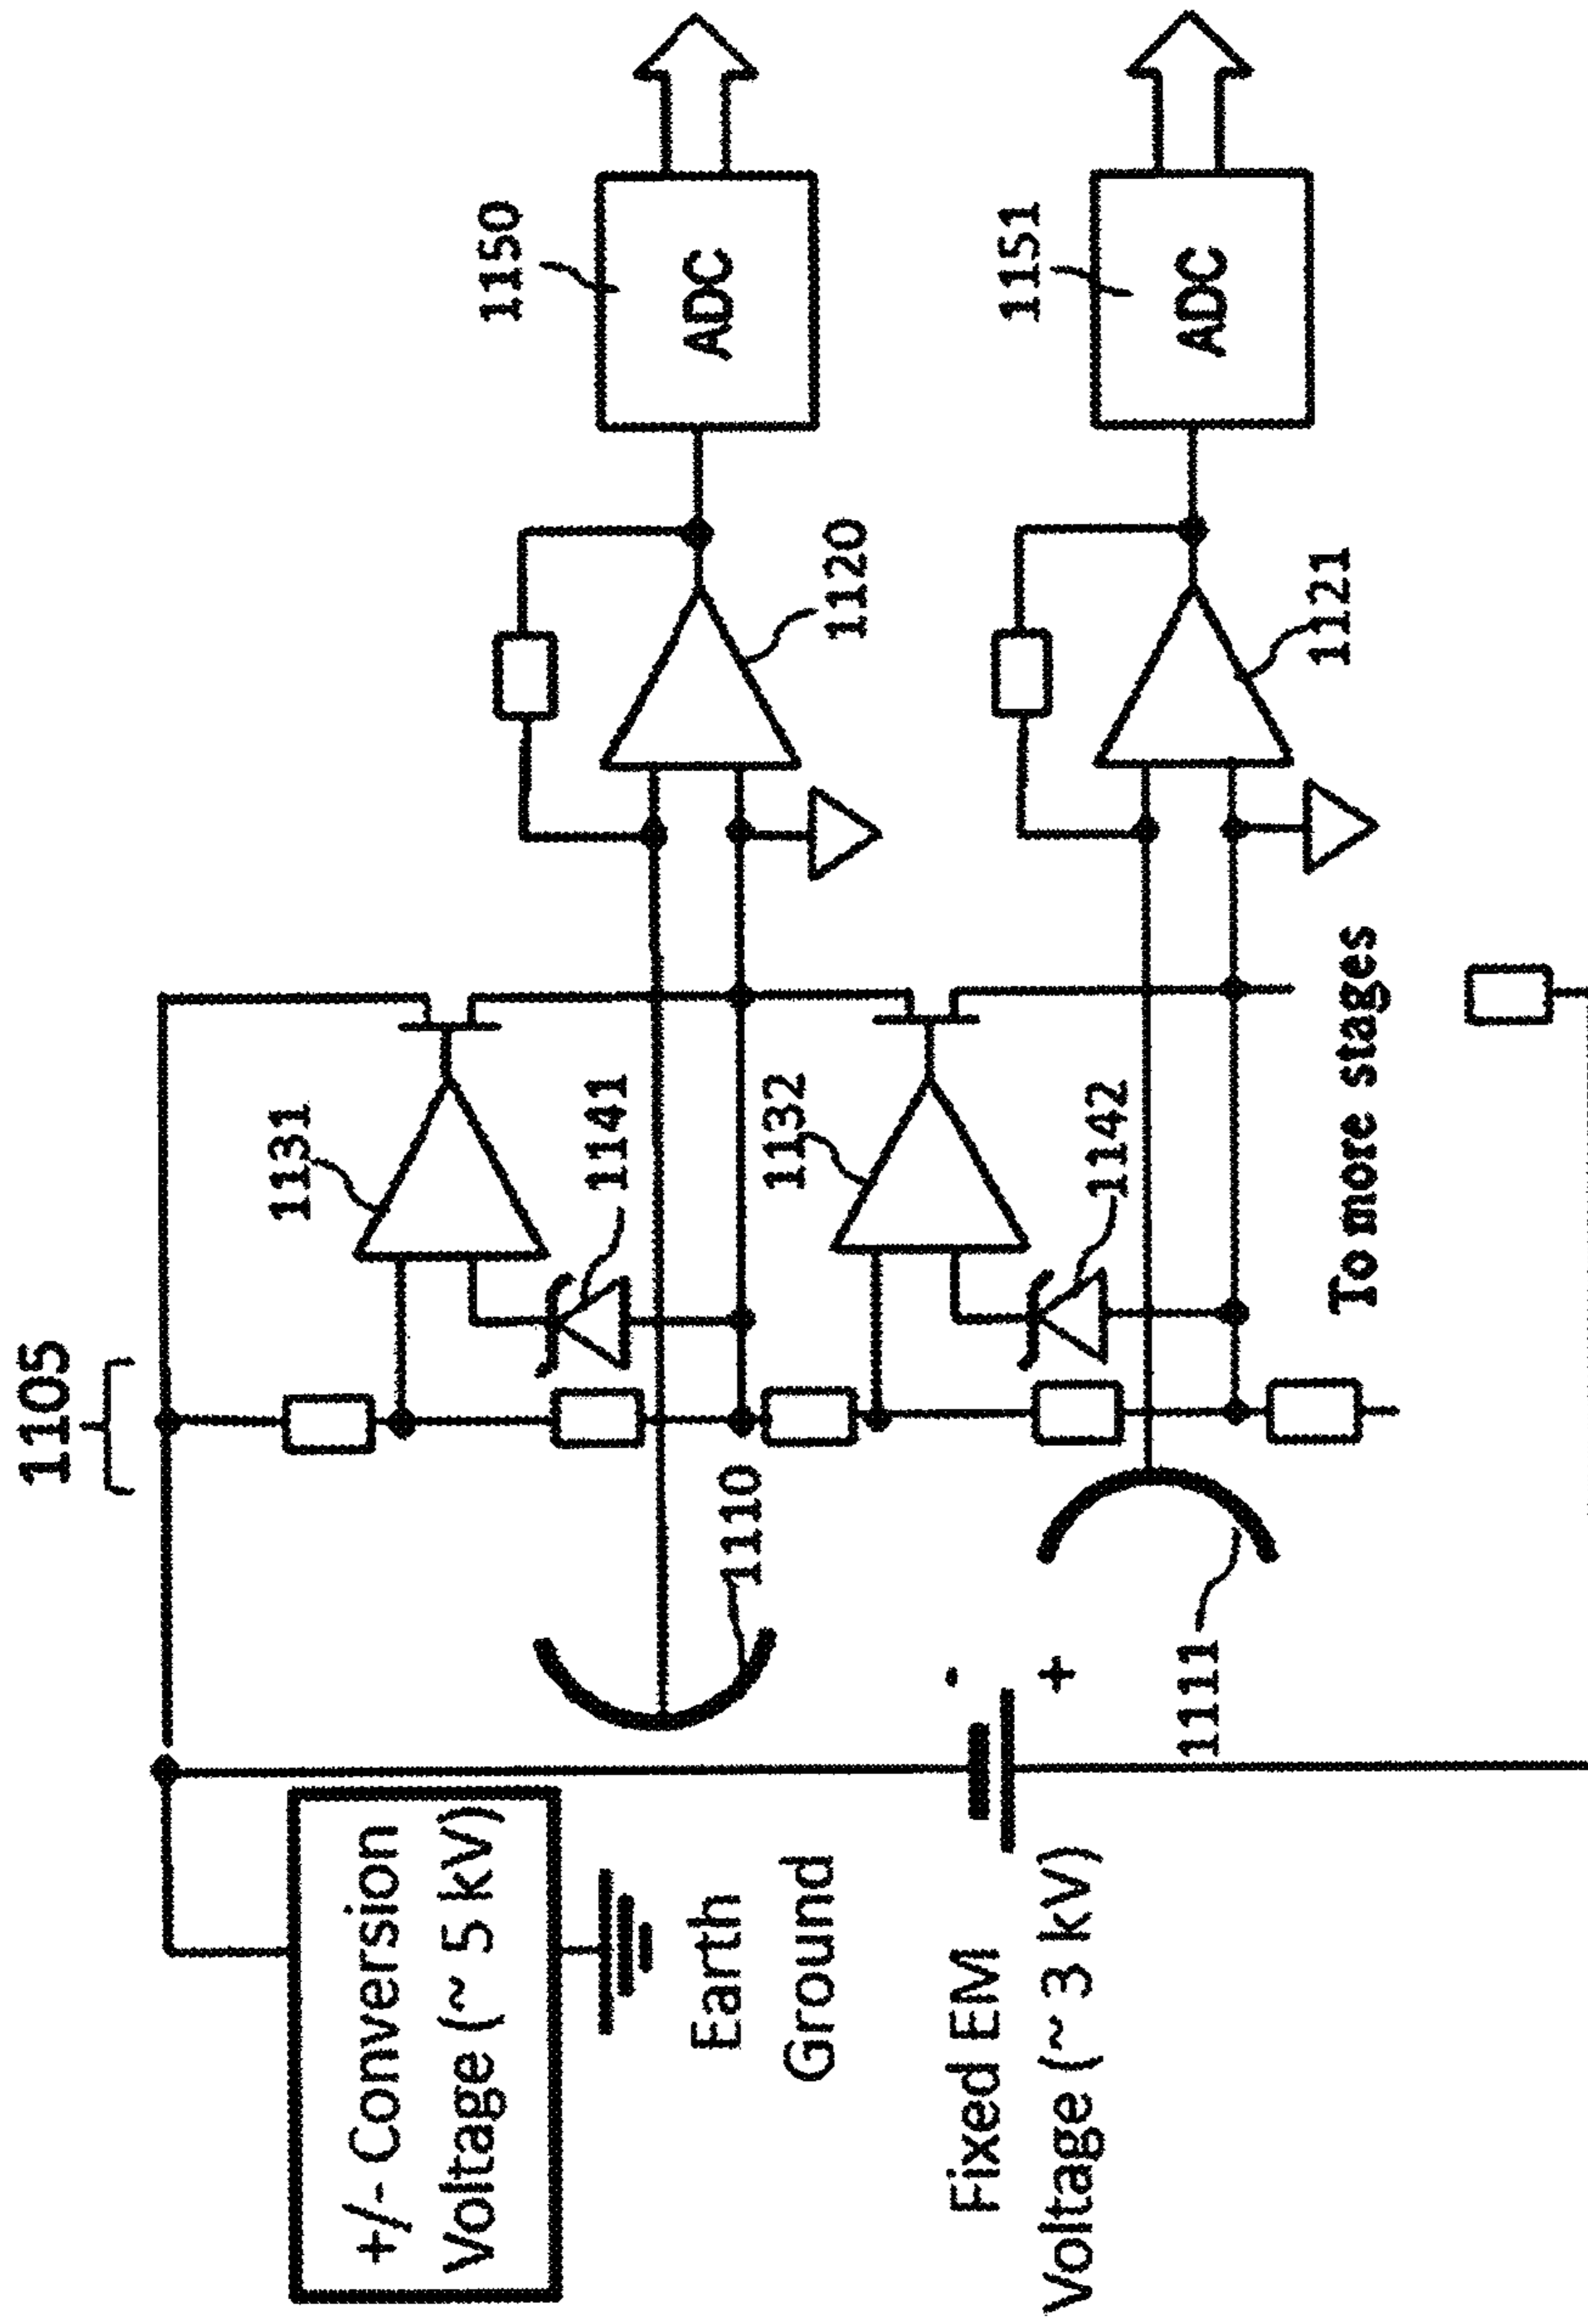 1105
+/- Conversion
Voltage (~ 5 kV)
Earth
Ground
Fixed EM
Voltage (~ 3 kV)
-
+
1110
1111
1131
1141
1132
1142
To more stages
1120
1121
1150
ADC
1151
ADC